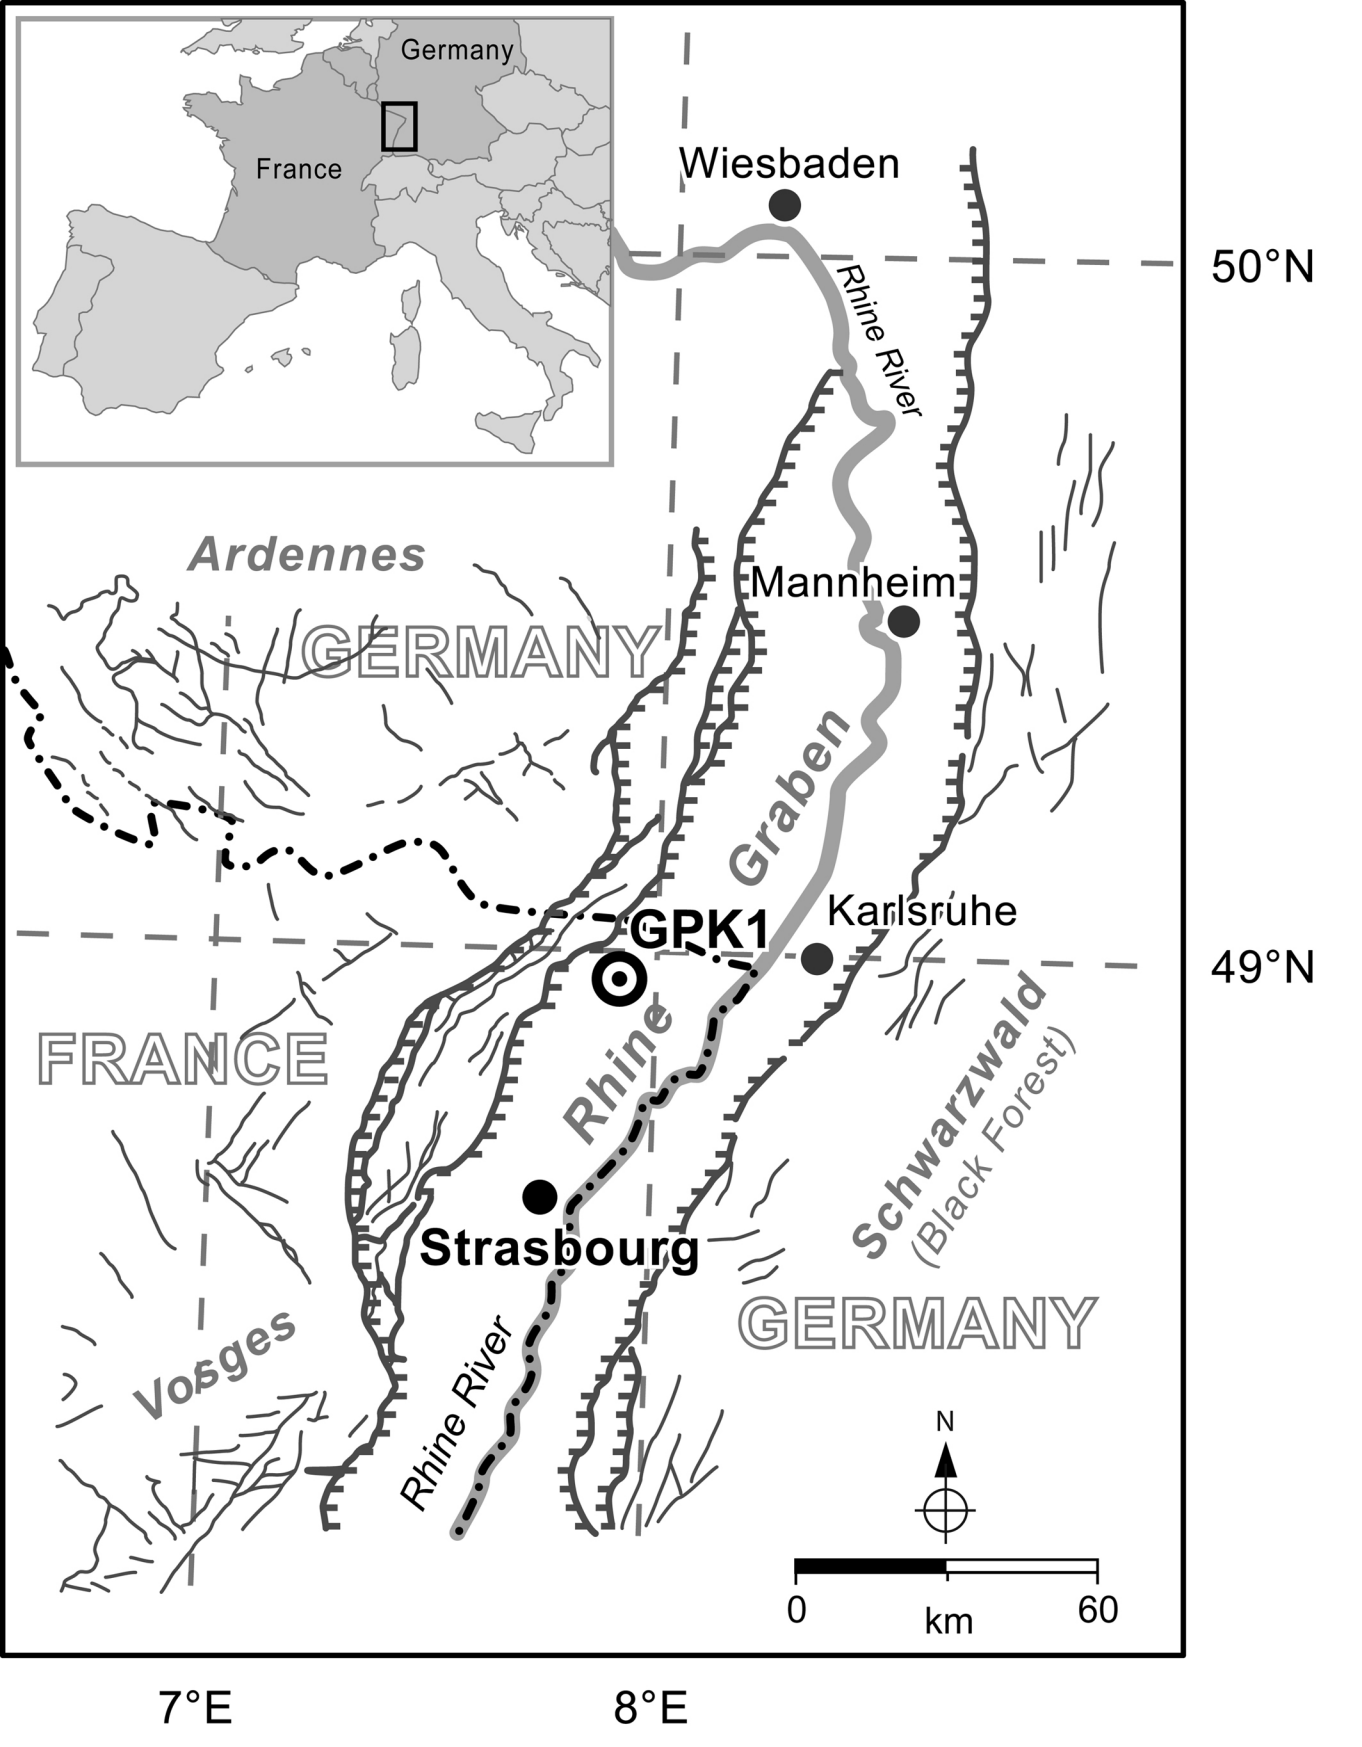 Germany
France
Wiesbaden
50°N
Rhine River
Ardennes
GERMANY
Mannheim
Graben
Karlsruhe
GPK1
49°N
FRANCE
Rhine
Schwarzwald
(Black Forest)
Strasbourg
GERMANY
Vosges
Rhine River
N
0
60
km
7°E
8°E